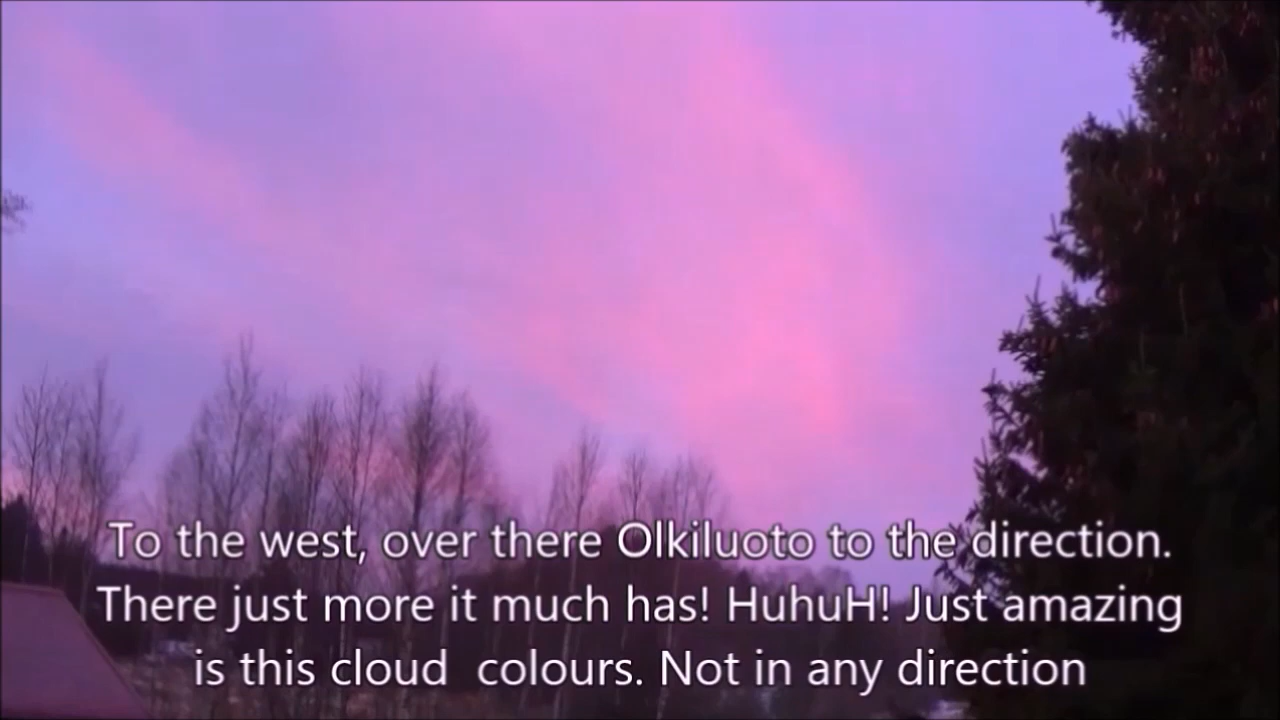 To the west, over there Olkiluoto to the direction.
There just more it much has! HuhuH! Just amazing
is this cloud  colours. Not in any direction